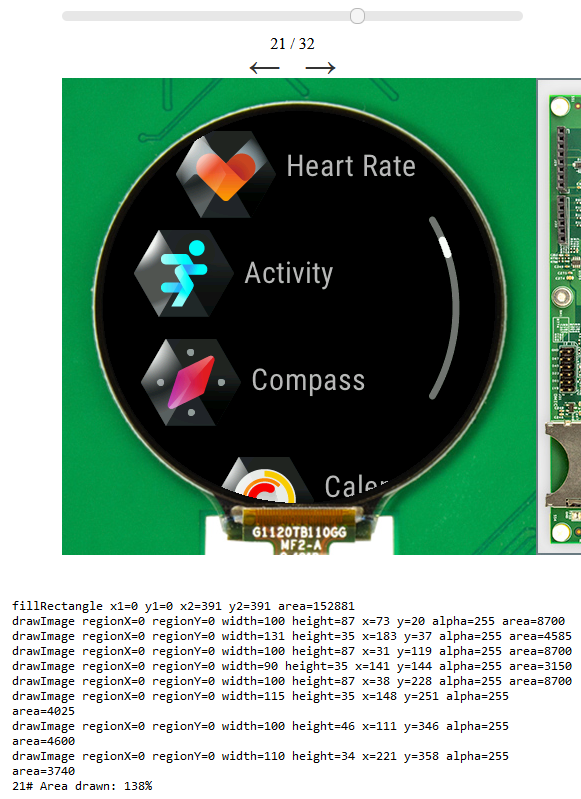 21 / 32
Heart Rate
Activity
Compass
G1120TB110GG
MF2-A
fillRectangle x1=0 y1=0 x2=391 y2=391 area=152881
drawImage regionX=0 regionY=0 width=100 height=87 x=73 y=20 alpha=255 area=8700
drawImage regionX=0 regionY=0 width=131 height=35 x=183 y=37 alpha=255 area=4585
drawImage regionX=0 regionY=0 width=100 height=87 x=31 y=119 alpha=255 area=8700
drawImage regionX=0 regionY=0 width=90 height=35 x=141 y=144 alpha=255 area=3150
drawImage regionX=0 regionY=0 width=100 height=87 x=38 y=228 alpha=255 area=8700
drawImage regionX=0 regionY=0 width=115 height=35 x=148 y=251 alpha=255
area=4025
drawImage regionX=0 regionY=0 width=100 height=46 x=111 y=346 alpha=255
area=4600
drawImage regionX=0 regionY=0 width=110 height=34 x=221 y=358 alpha=255
area=3740
21# Area drawn: 138%